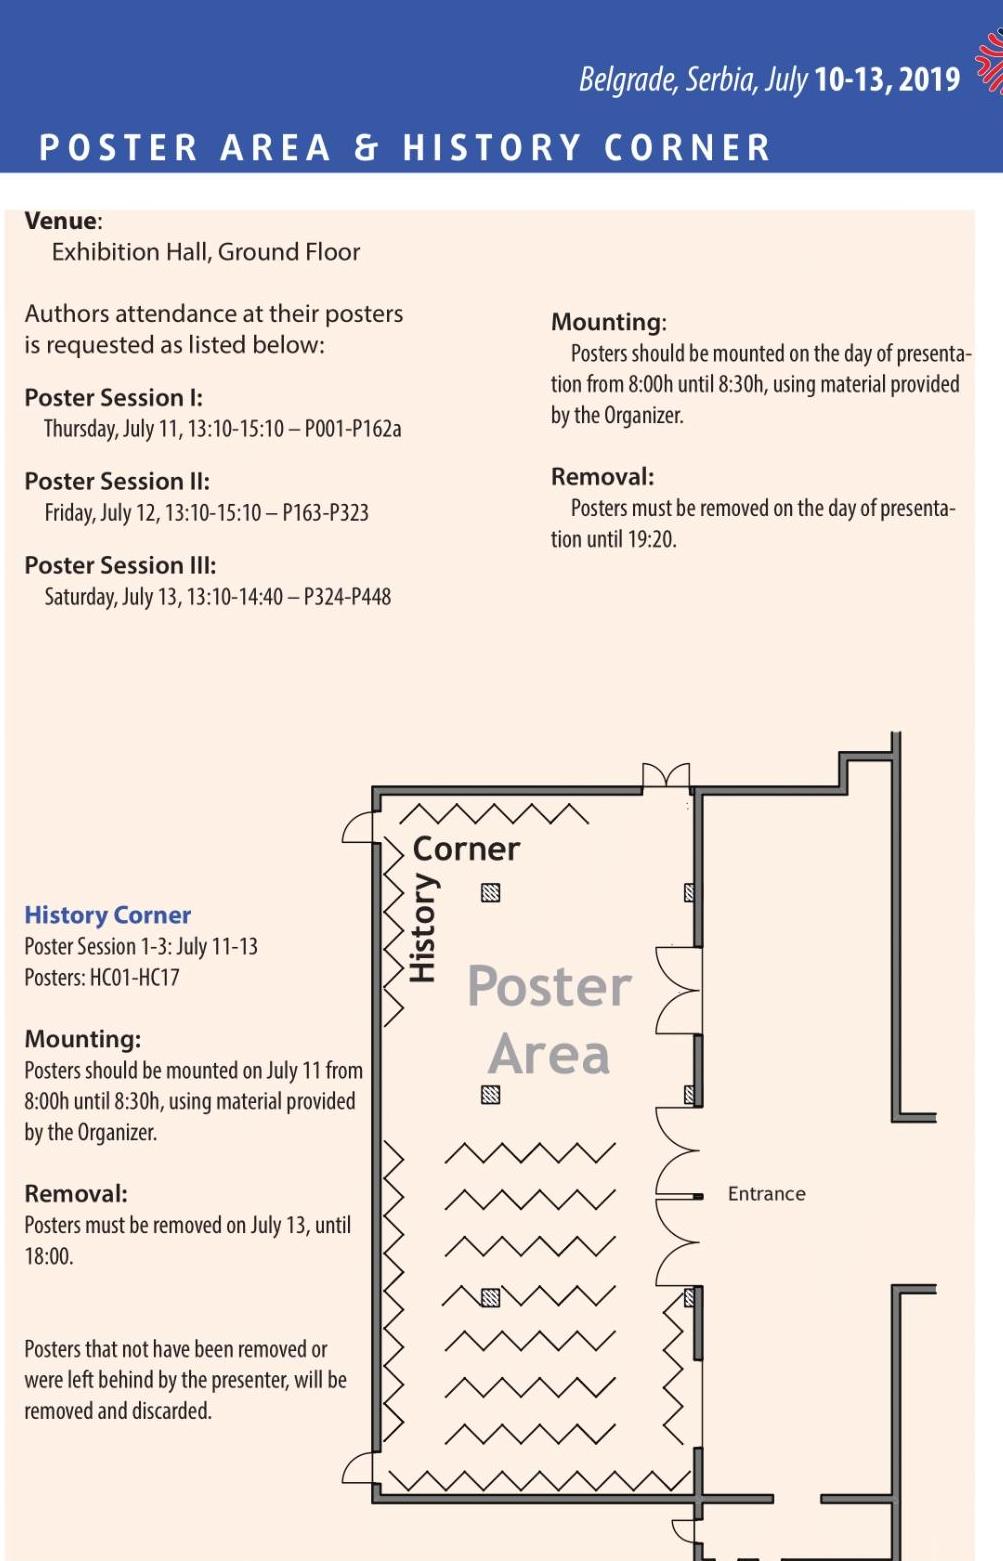 Belgrade, Serbia, July 10-13, 2019
POSTER AREA & HISTORY CORNER
Venue:
Exhibition Hall, Ground Floor
Authors attendance at their posters
is requested as listed below:
Poster Session I:
Thursday, July 11, 13:10-15:10 – P001-P162a
Poster Session II:
Friday, July 12, 13:10-15:10 – P163-P323
Poster Session III:
Saturday, July 13, 13:10-14:40 – P324-P448
Mounting:
Posters should be mounted on the day of presenta-
tion from 8:00h until 8:30h, using material provided
by the Organizer.
Removal:
Posters must be removed on the day of presenta-
tion until 19:20.
History Corner
Poster Session 1-3: July 11-13
Posters: HC01-HC17
Mounting:
Posters should be mounted on July 11 from
8:00h until 8:30h, using material provided
by the Organizer.
Removal:
Posters must be removed on July 13, until
18:00.
Posters that not have been removed or
were left behind by the presenter, will be
removed and discarded.
History
Corner
Poster
Area
Entrance